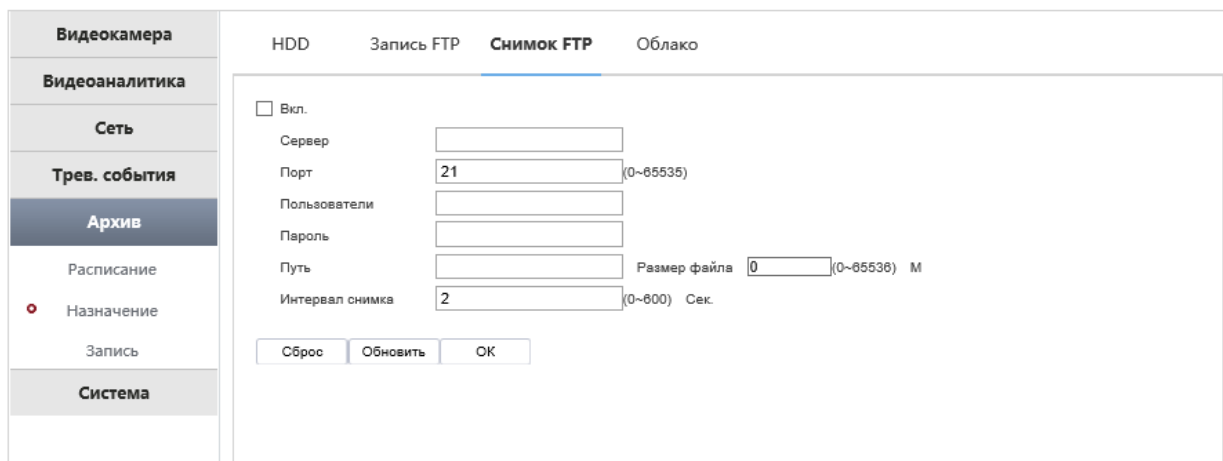 Видеокамера
Видеоаналитика
Сеть
Трев. события
Архив
Расписание
Назначение
Запись
Система
HDD Запись FTP Снимок FTP Облако
Вкл.
Сервер
Порт 21 (0~65535)
Пользователи
Пароль
Путь Размер файла 0 (0~65536) М
Интервал снимка 2 (0~600) Сек.
Сброс Обновить OK